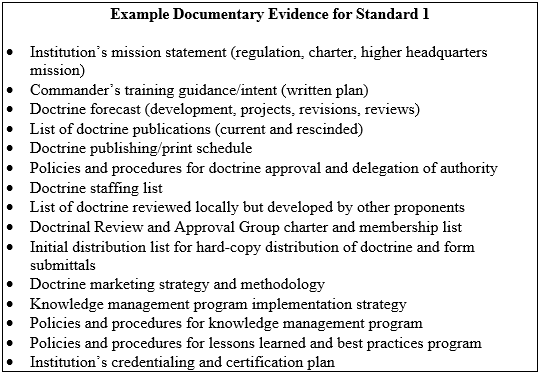 Example Documentary Evidence for Standard 1
• Institution’s mission statement (regulation, charter, higher headquarters
mission)
• Commander’s training guidance/intent (written plan)
• Doctrine forecast (development, projects, revisions, reviews)
• List of doctrine publications (current and rescinded)
• Doctrine publishing/print schedule
• Policies and procedures for doctrine approval and delegation of authority
• Doctrine staffing list
• List of doctrine reviewed locally but developed by other proponents
• Doctrinal Review and Approval Group charter and membership list
• Initial distribution list for hard-copy distribution of doctrine and form
submittals
• Doctrine marketing strategy and methodology
• Knowledge management program implementation strategy
• Policies and procedures for knowledge management program
• Policies and procedures for lessons learned and best practices program
• Institution’s credentialing and certification plan